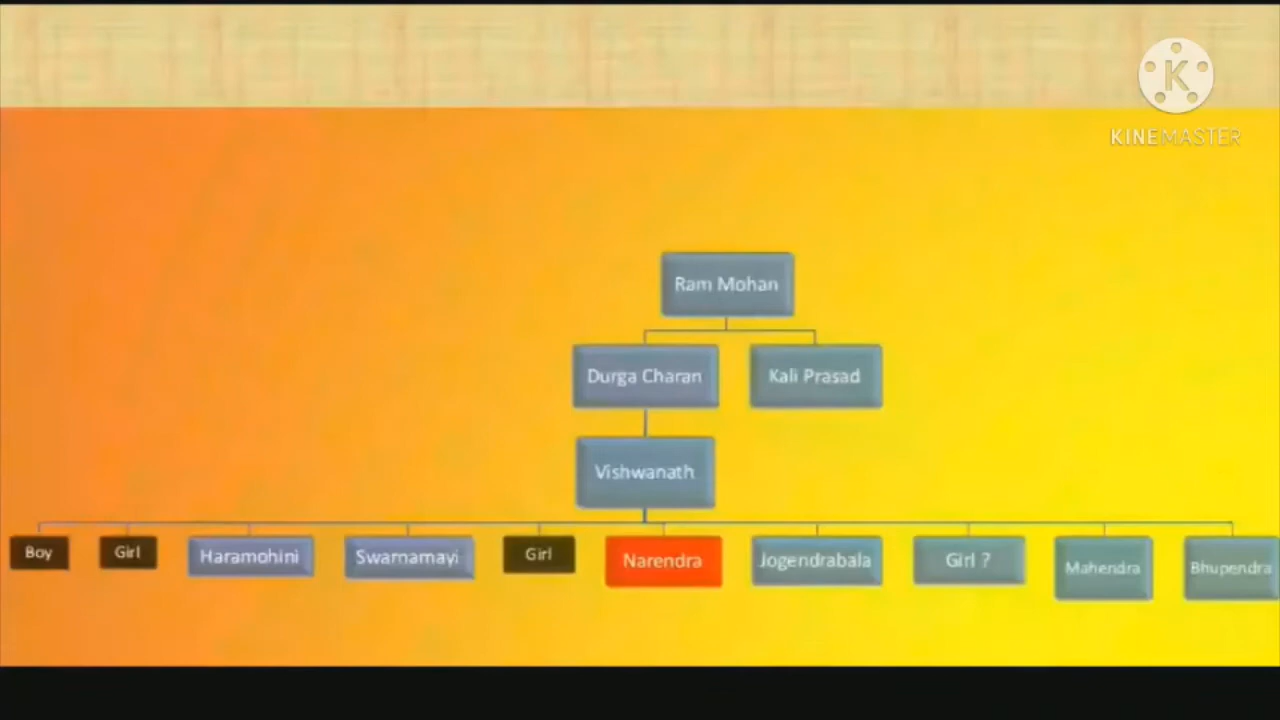 K
KINEMASTER
Ram Mohan
Durga Charan
Kali Prasad
Vishwanath
Boy
Girl
Haramohini
Swarnamayi
Girl
Narendra
Jogendrabala
Girl ?
Mahendra
Bhupendra